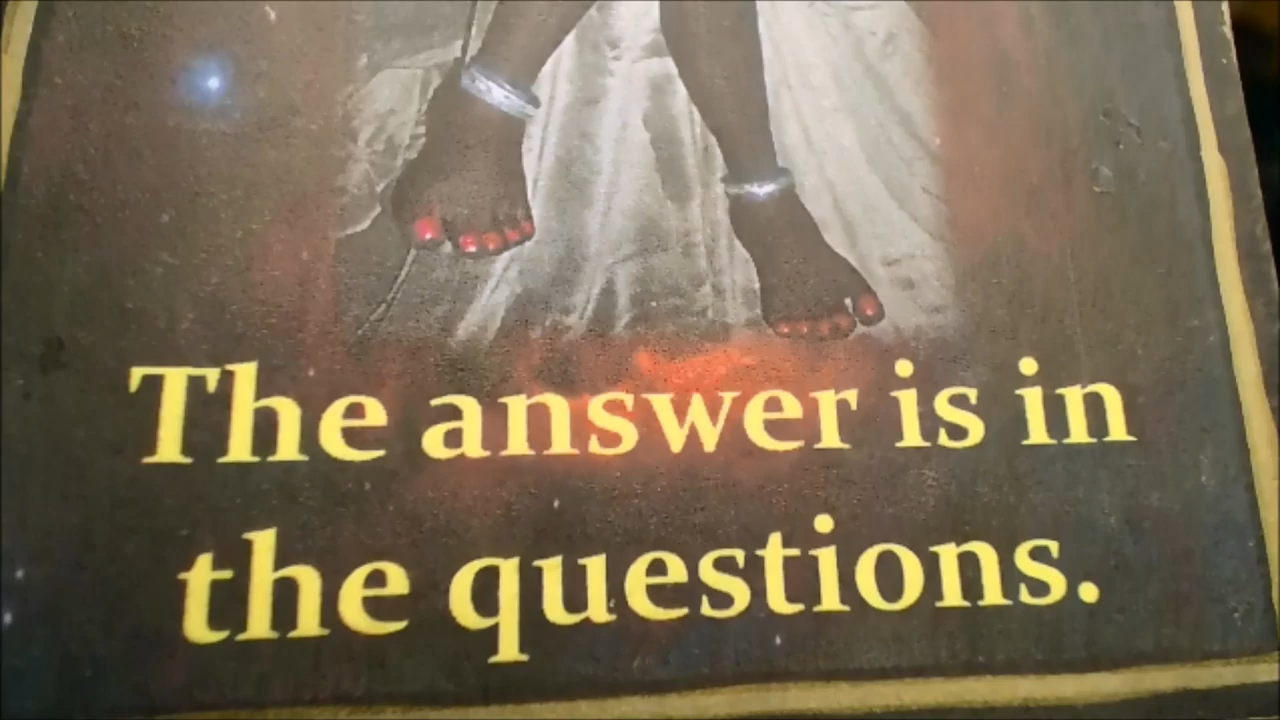 The answer is in
the questions.